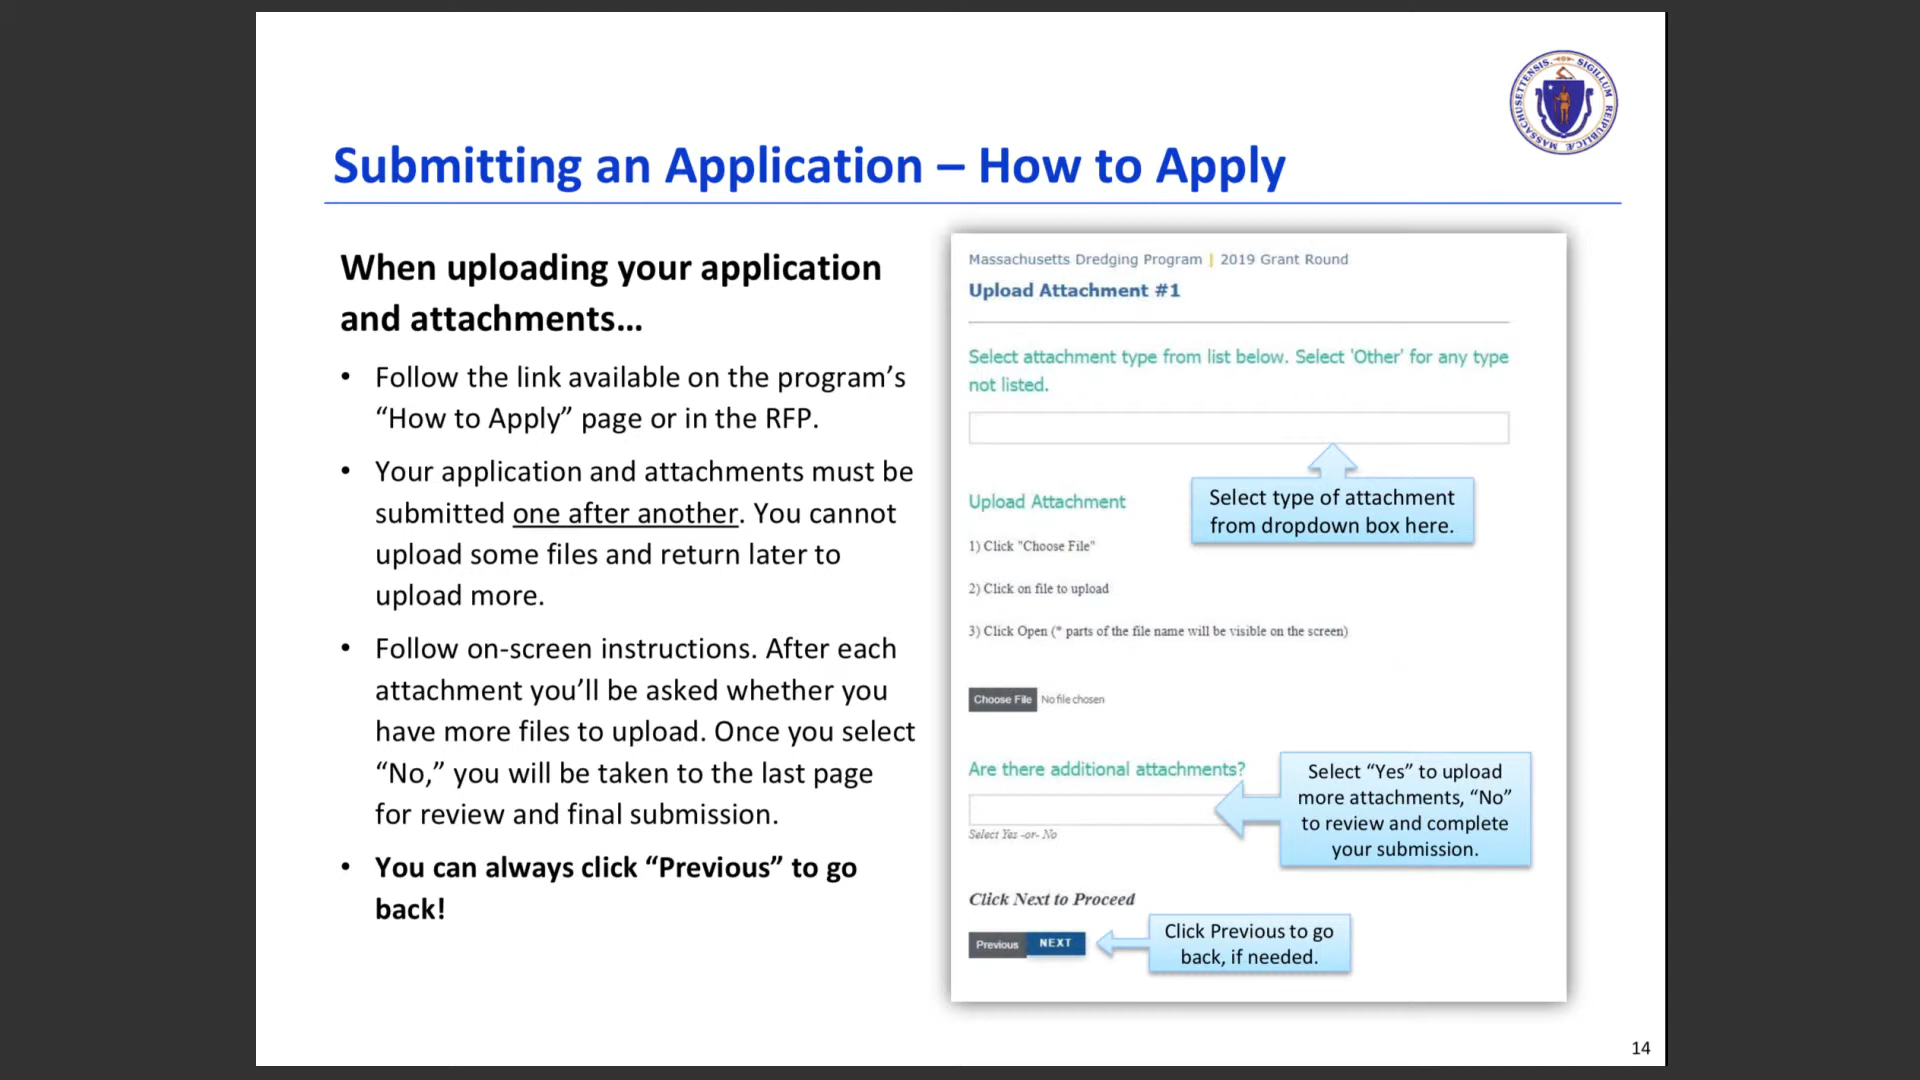 MASSACHUSETTENSIS. SIGILLUM REIPUBLICÆ
Submitting an Application – How to Apply
When uploading your application
and attachments…
• Follow the link available on the program’s
“How to Apply” page or in the RFP.
• Your application and attachments must be
submitted one after another. You cannot
upload some files and return later to
upload more.
• Follow on-screen instructions. After each
attachment you’ll be asked whether you
have more files to upload. Once you select
“No,” you will be taken to the last page
for review and final submission.
• You can always click “Previous” to go
back!
Massachusetts Dredging Program | 2019 Grant Round
Upload Attachment #1
Select attachment type from list below. Select 'Other' for any type
not listed.
Select type of attachment
from dropdown box here.
Upload Attachment
1) Click "Choose File"
2) Click on file to upload
3) Click Open (* parts of the file name will be visible on the screen)
Choose File No file chosen
Are there additional attachments?
Select Yes -or- No
Select “Yes” to upload
more attachments, “No”
to review and complete
your submission.
Click Next to Proceed
Previous NEXT
Click Previous to go
back, if needed.
14